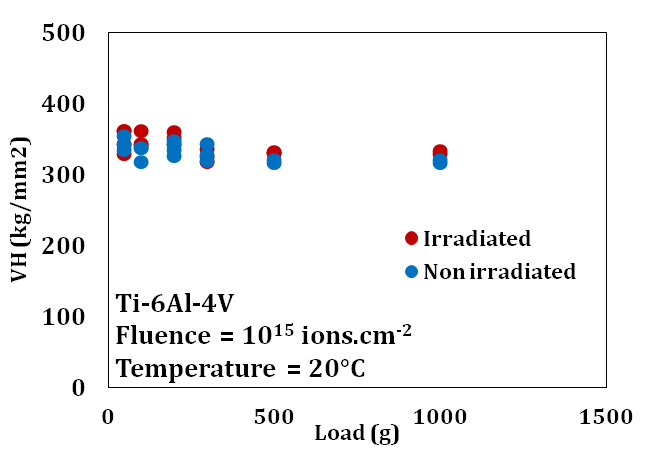 500
400
300
200
100
0
VH (kg/mm2)
Irradiated
Non irradiated
Ti-6Al-4V
Fluence = 10¹⁵ ions.cm⁻²
Temperature = 20°C
0 500 1000 1500
Load (g)